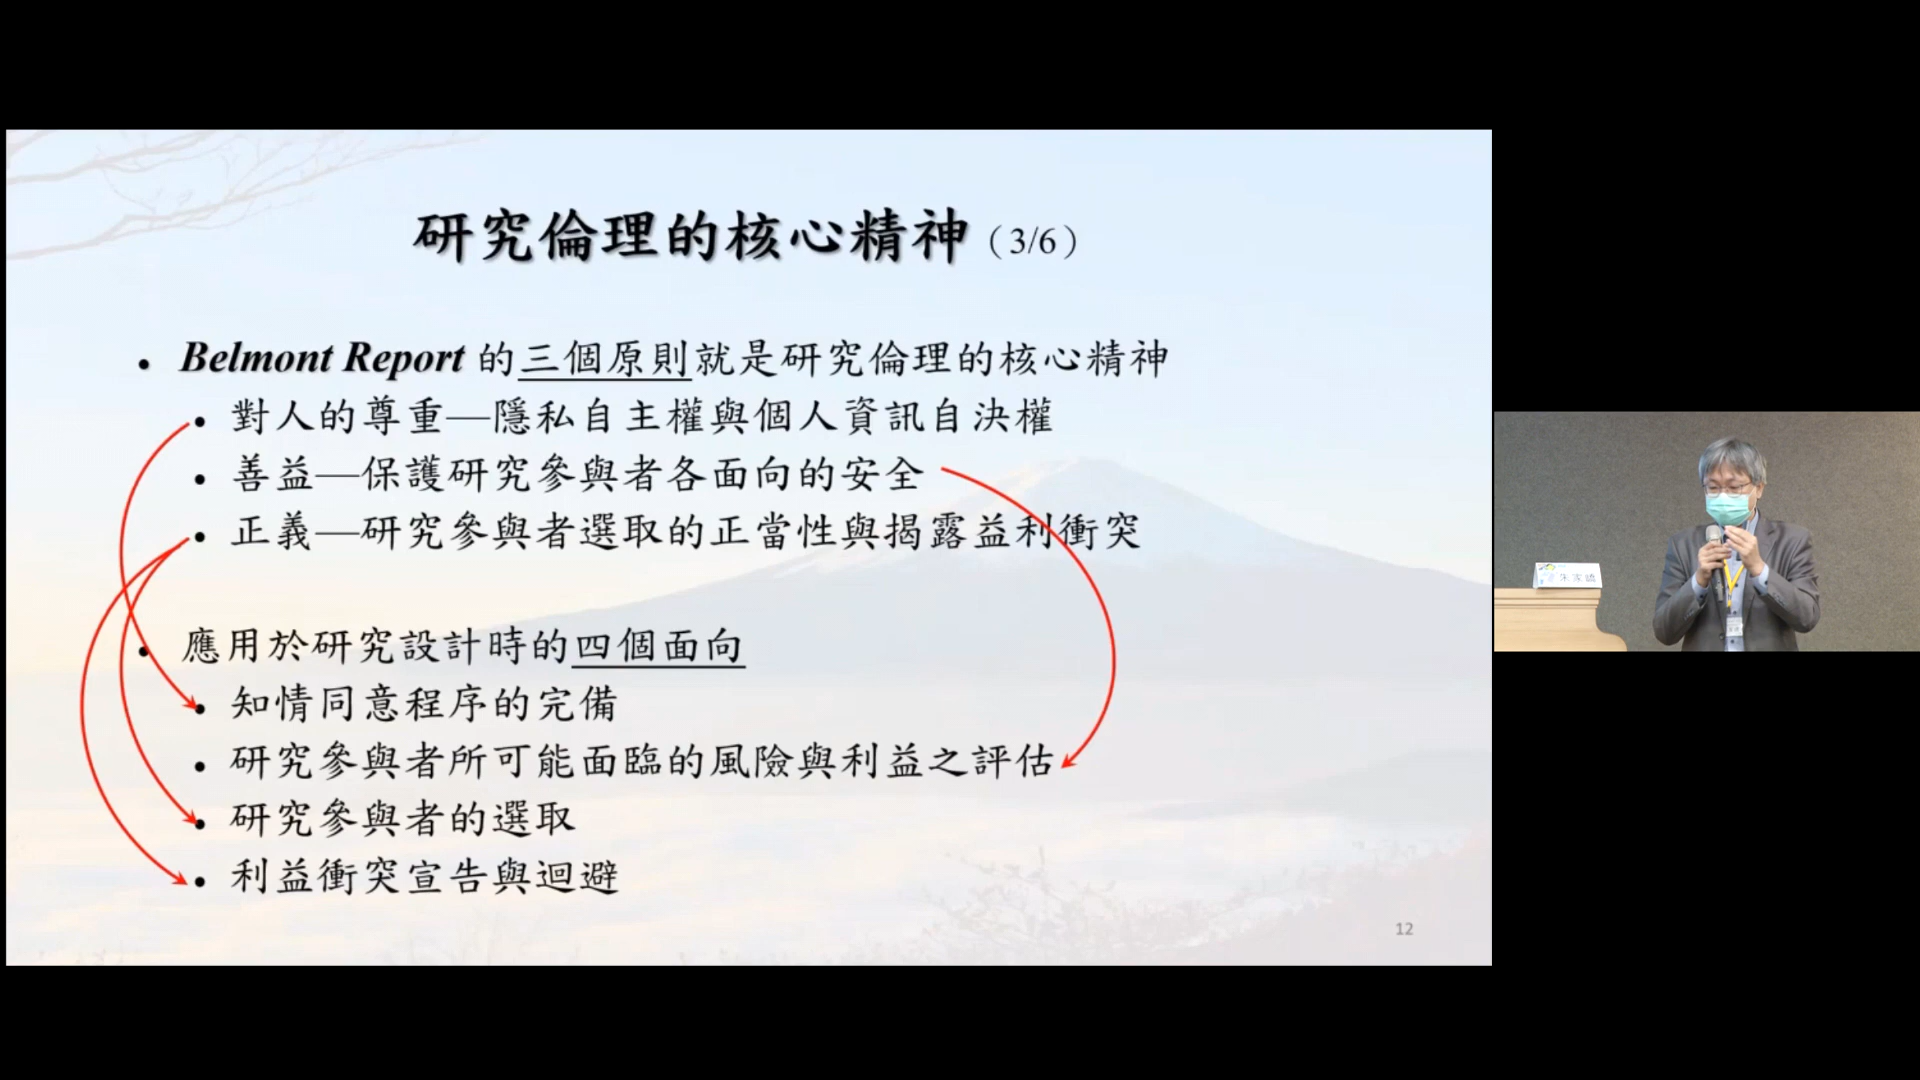 研究倫理的核心精神（3/6）
• Belmont Report 的三個原則就是研究倫理的核心精神
• 對人的尊重—隱私自主權與個人資訊自決權
• 善益—保護研究參與者各面向的安全
• 正義—研究參與者選取的正當性與揭露益利衝突
• 應用於研究設計時的四個面向
• 知情同意程序的完備
• 研究參與者所可能面臨的風險與利益之評估
• 研究參與者的選取
• 利益衝突宣告與迴避
12